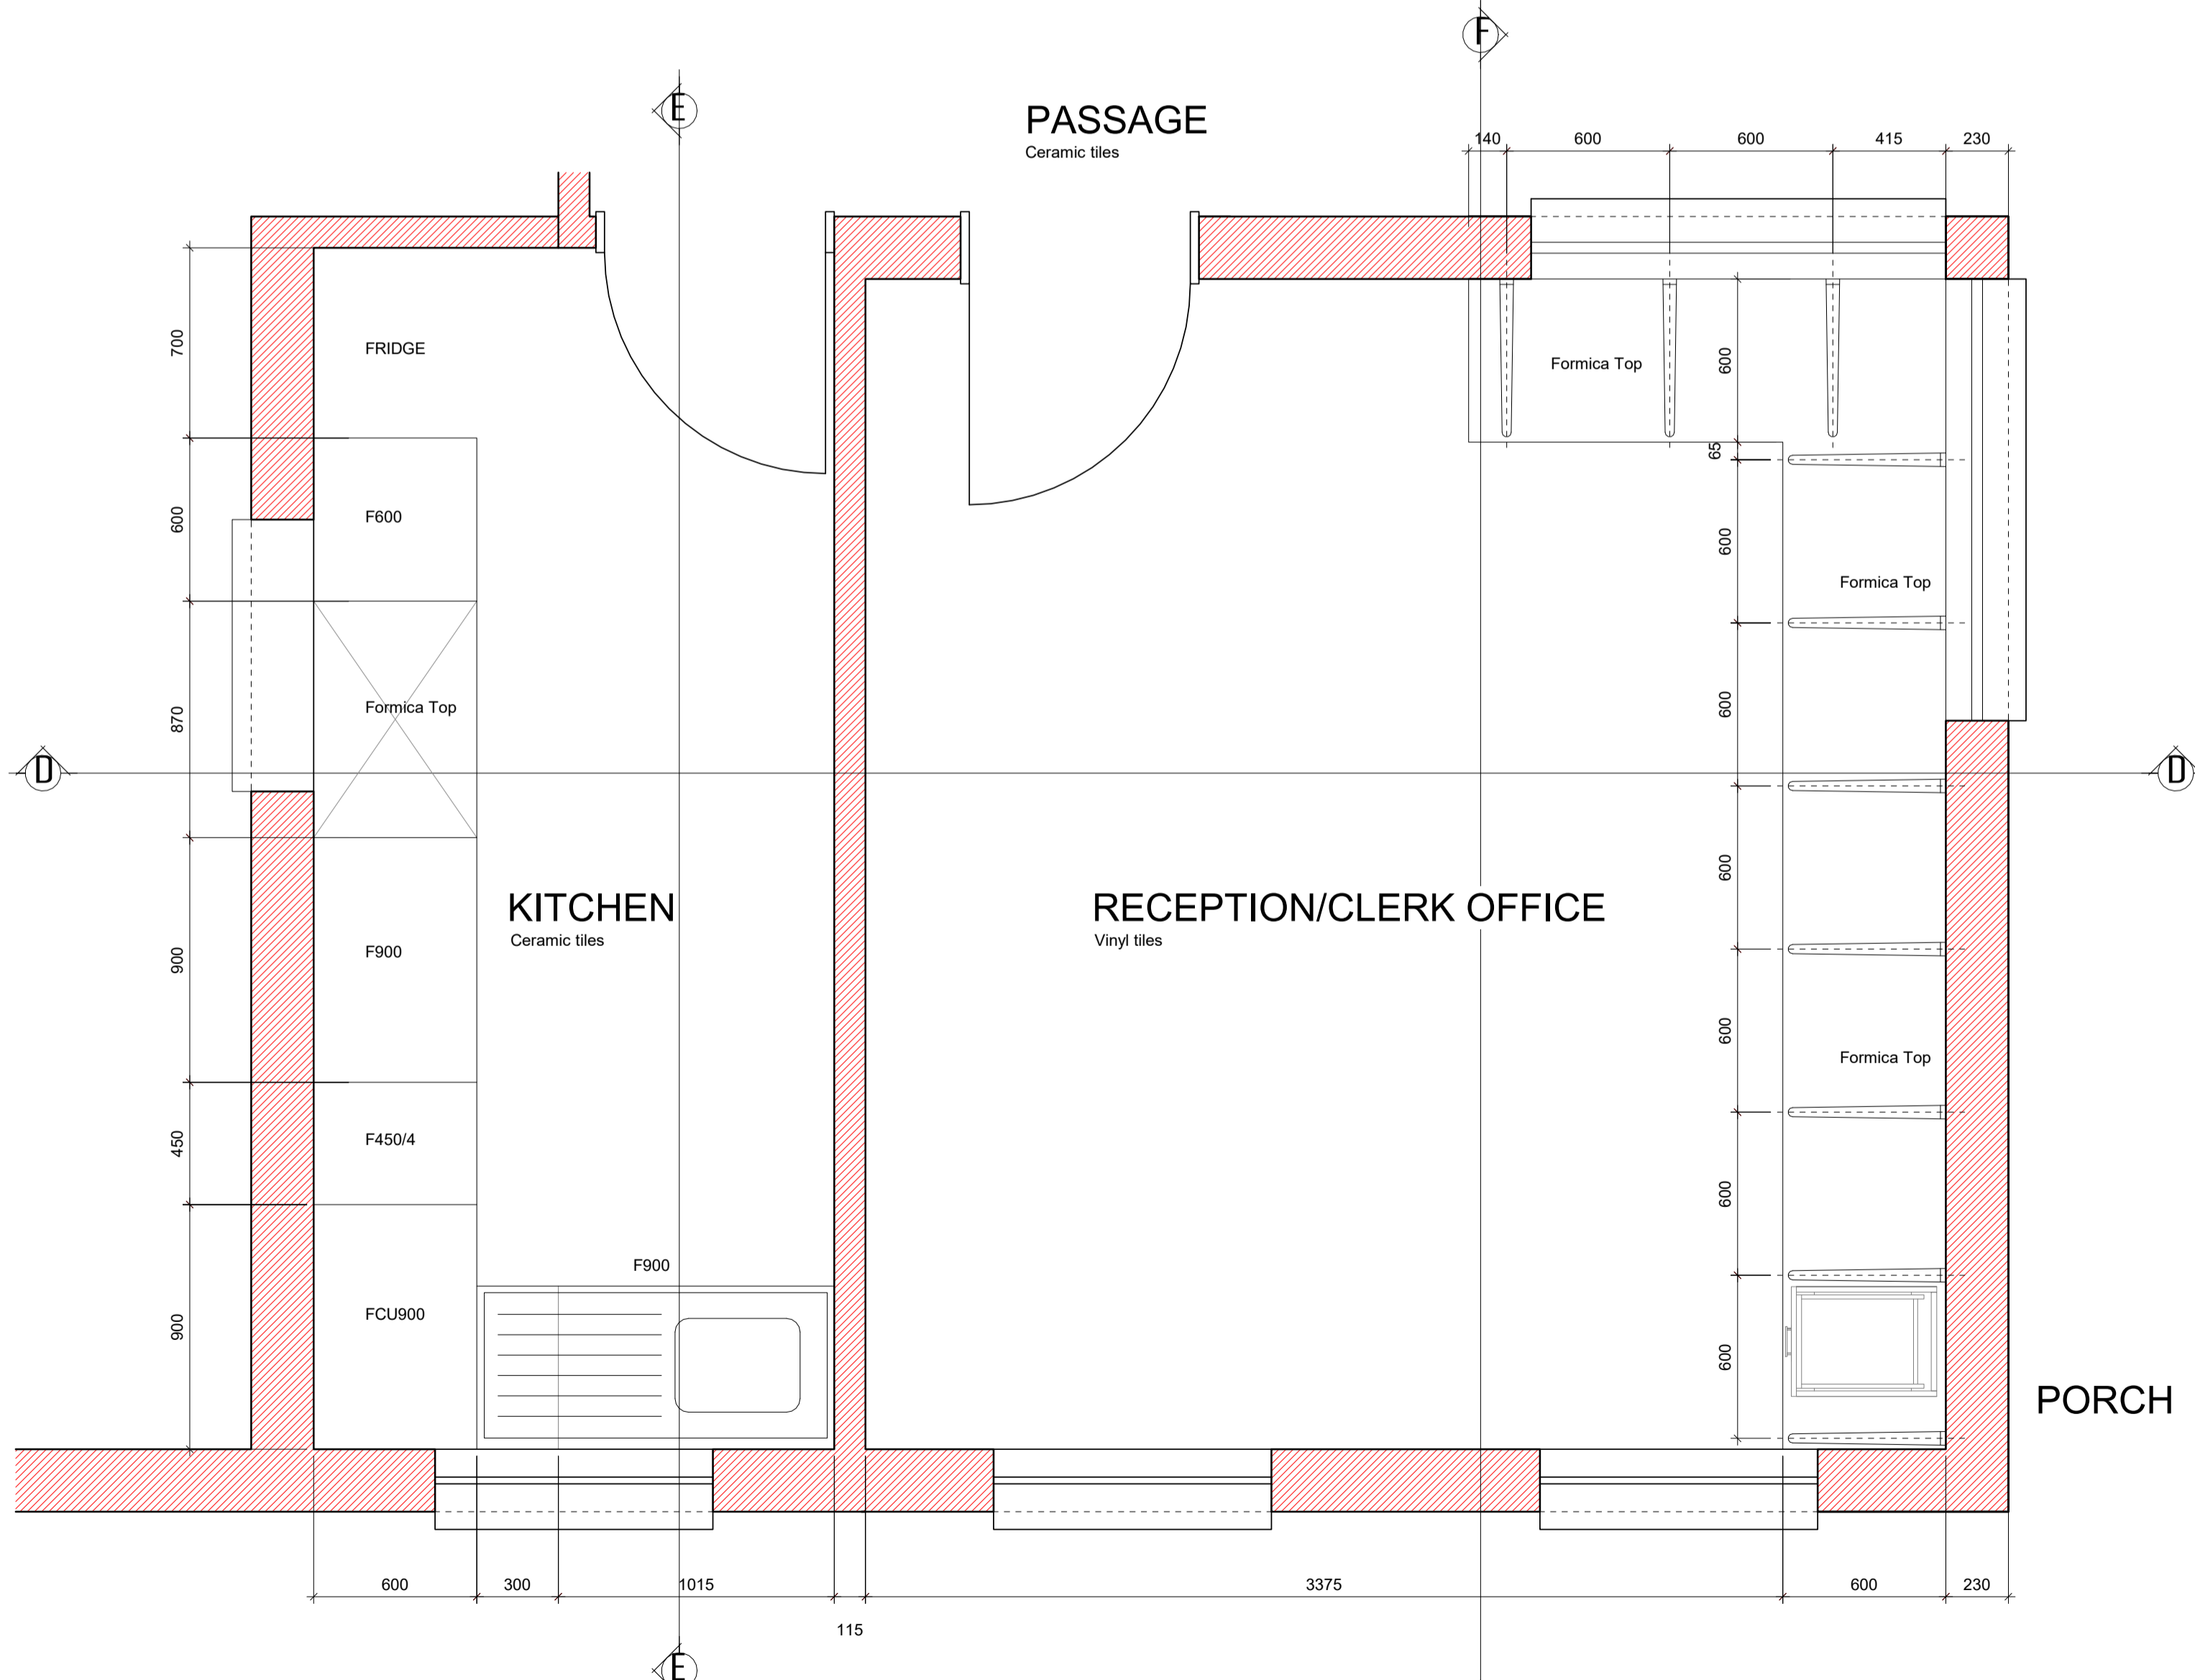 F
E
PASSAGE
Ceramic tiles
140
600
600
415
230
700
FRIDGE
600
Formica Top
65
600
F600
600
Formica Top
870
Formica Top
600
D
D
600
KITCHEN
Ceramic tiles
RECEPTION/CLERK OFFICE
Vinyl tiles
900
F900
600
Formica Top
450
F450/4
600
F900
900
FCU900
600
PORCH
600
300
1015
3375
600
230
115
E